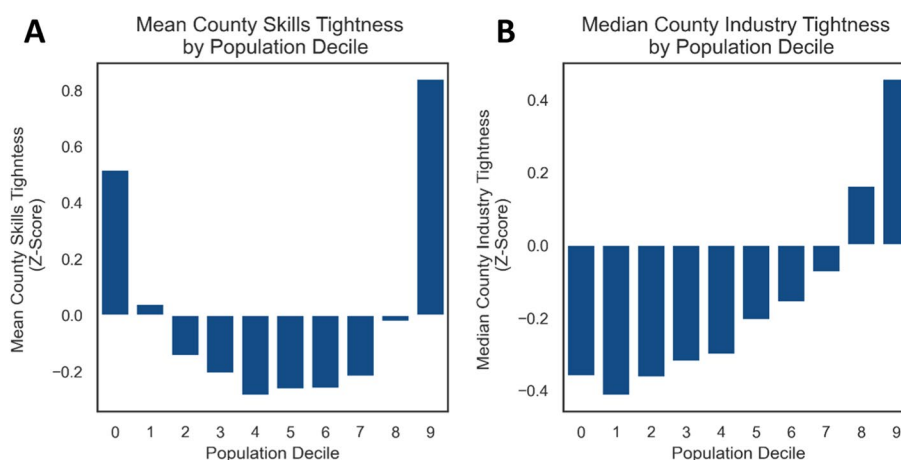 A
Mean County Skills Tightness
by Population Decile
Mean County Skills Tighntess
(Z-Score)
0.8
0.6
0.4
0.2
0.0
−0.2
0 1 2 3 4 5 6 7 8 9
Population Decile
B
Median County Industry Tightness
by Population Decile
Median County Industry Tightness
(Z-Score)
0.4
0.2
0.0
−0.2
−0.4
0 1 2 3 4 5 6 7 8 9
Population Decile